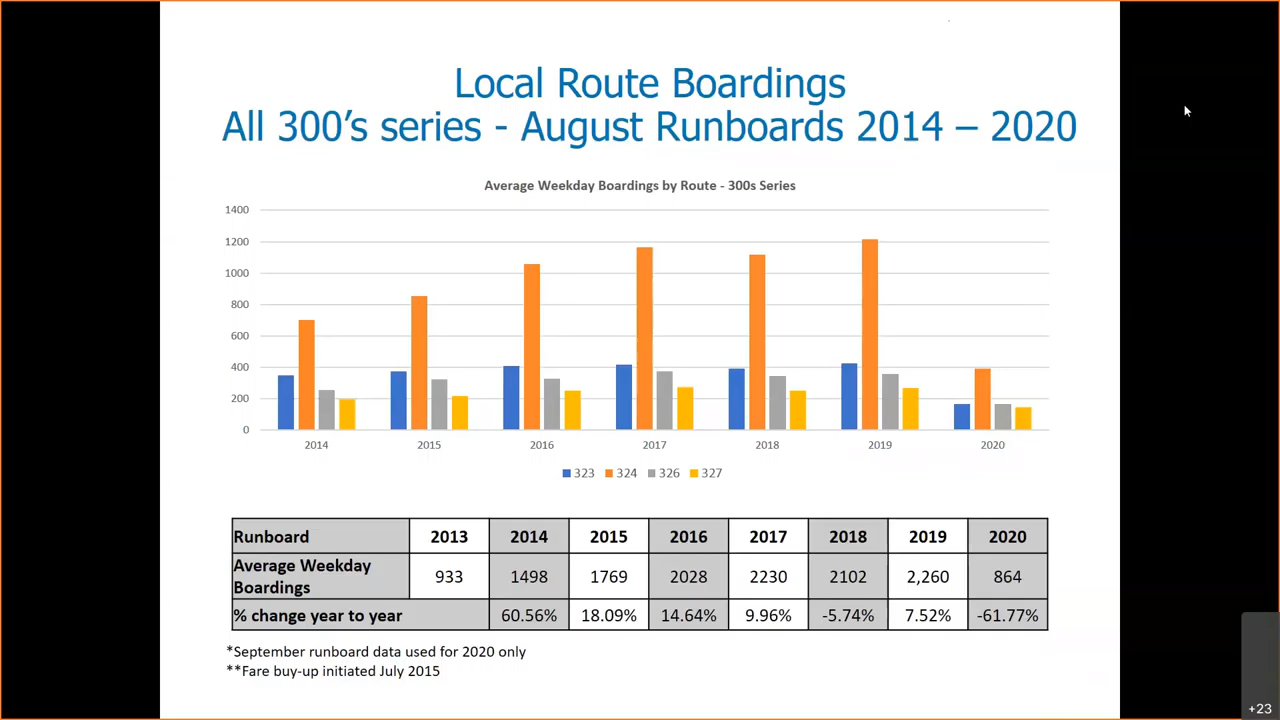 Local Route Boardings
All 300's series - August Runboards 2014 – 2020
Average Weekday Boardings by Route - 300s Series
1400
1200
1000
800
600
400
200
0
2014 2015 2016 2017 2018 2019 2020
323 324 326 327
Runboard 2013 2014 2015 2016 2017 2018 2019 2020
Average Weekday
Boardings 933 1498 1769 2028 2230 2102 2,260 864
% change year to year 60.56% 18.09% 14.64% 9.96% -5.74% 7.52% -61.77%
*September runboard data used for 2020 only
**Fare buy-up initiated July 2015
+23